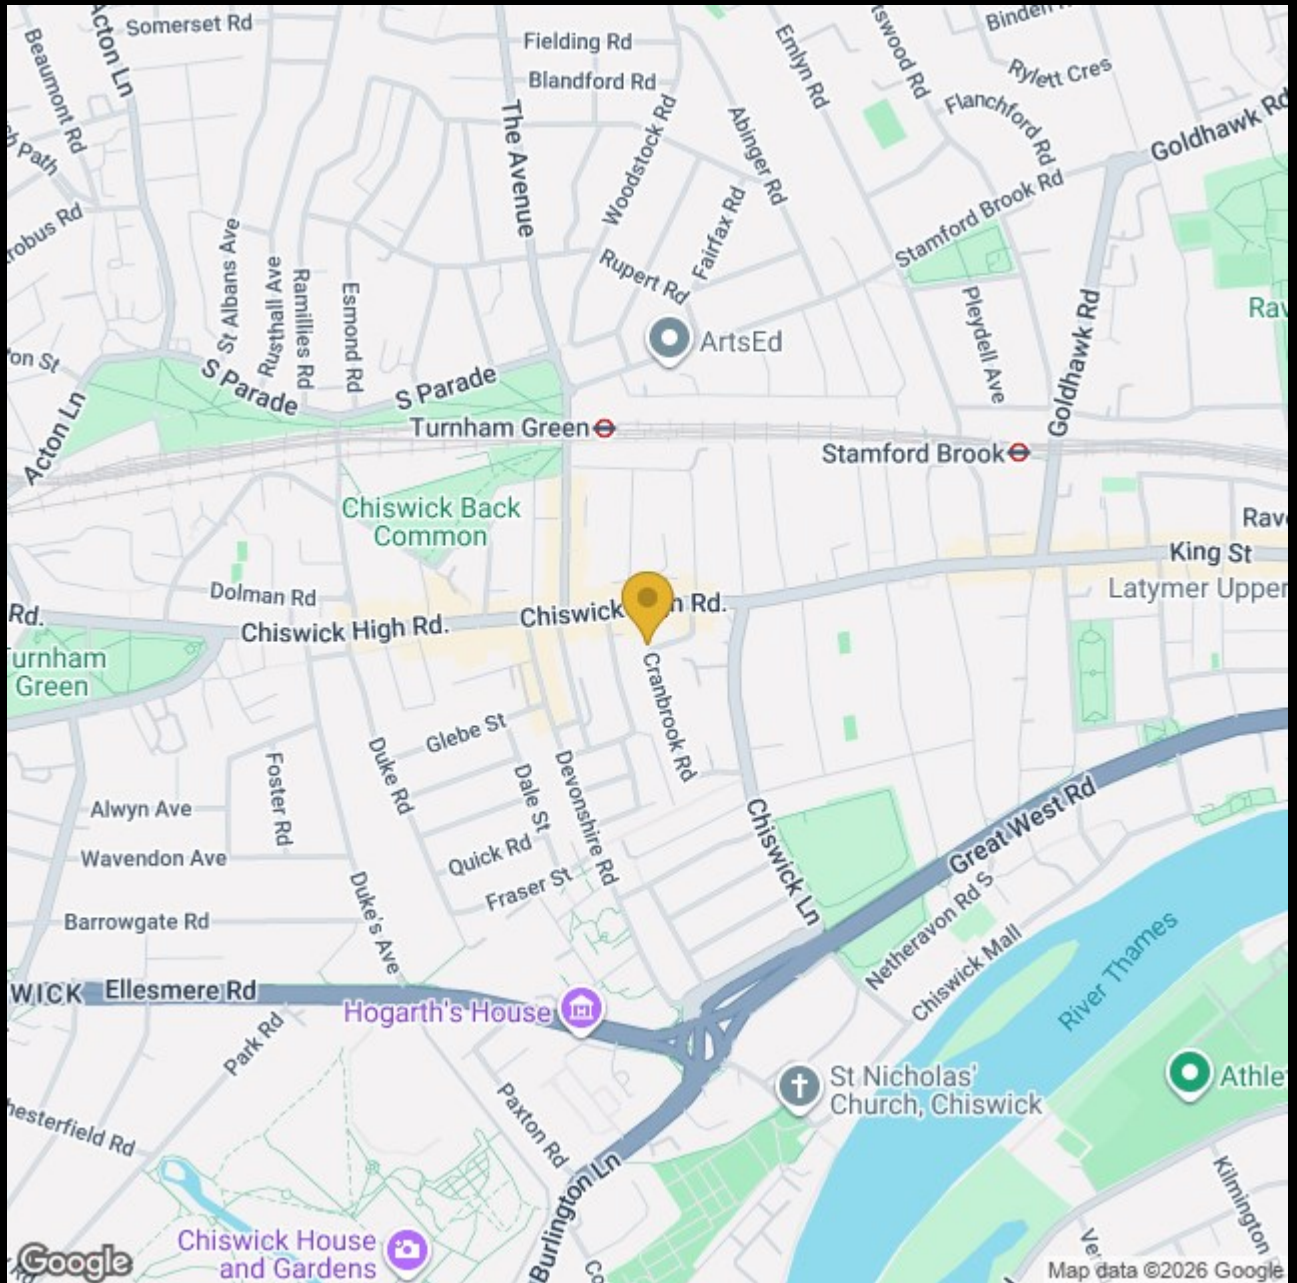 Somerset Rd
Acton Ln
Beaumont Rd
Path
Fielding Rd
Blandford Rd
The Avenue
Woodstock Rd
Abinger Rd
Fairfax Rd
Rupert Rd
Emlyn Rd
Rylett Cres
Flanchford Rd
Goldhawk Rd
Stamford Brook Rd
Pleydell Ave
Goldhawk Rd
St Albans Ave
Rusthall Ave
Ramillies Rd
Esmond Rd
ArtsEd
S Parade
S Parade
Acton Ln
Turnham Green
Stamford Brook
Chiswick Back
Common
King St
Latymer Upper
Dolman Rd
Rd.
Chiswick High Rd.
Chiswick
Rd.
Green
Cranbrook Rd
Glebe St
Duke Rd
Foster Rd
Dale St
Devonshire Rd
Alwyn Ave
Wavendon Ave
Quick Rd
Fraser St
Chiswick Ln
Great West Rd
Barrowgate Rd
Duke's Ave
Netheravon Rd S
Chiswick Mall
River Thames
WICK
Ellesmere Rd
Hogarth's House
Park Rd
St Nicholas'
Church, Chiswick
Athle
hesterfield Rd
Paxton Rd
Burlington Ln
Kilmington
Chiswick House
and Gardens
Google
Map data ©2026 Google